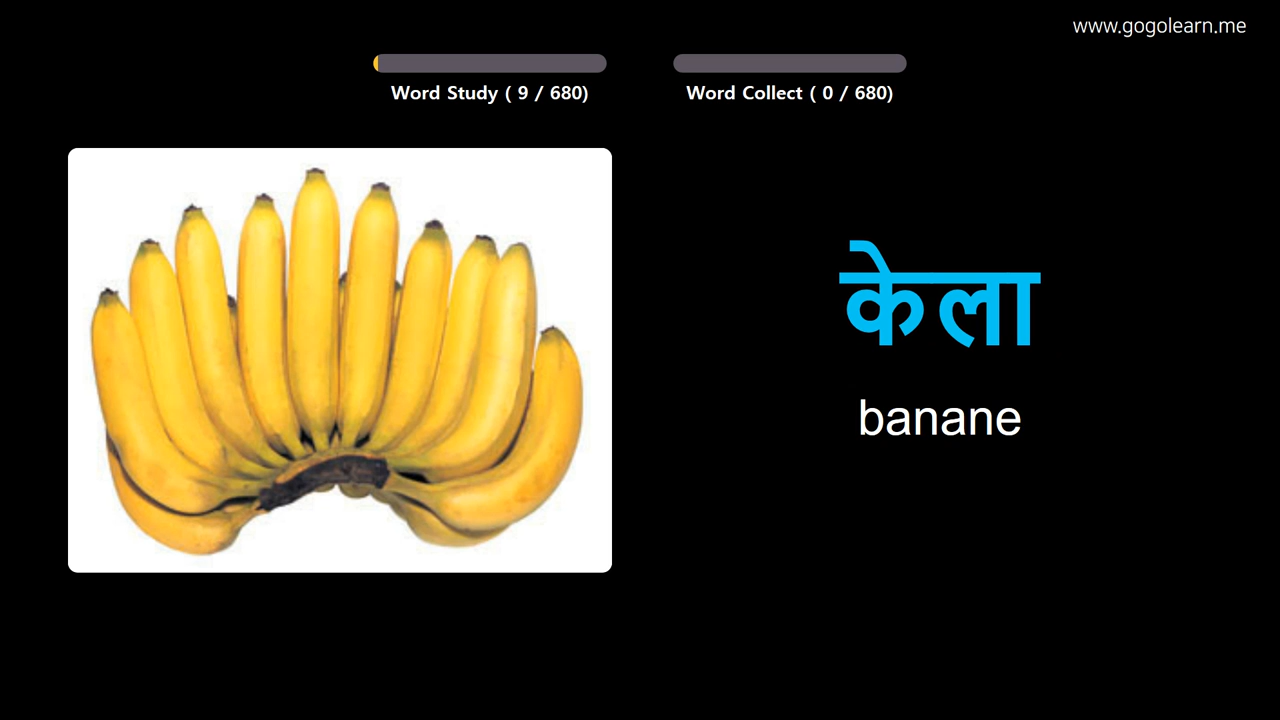 www.gogolearn.me
Word Study ( 9 / 680)
Word Collect ( 0 / 680)
केला
banane